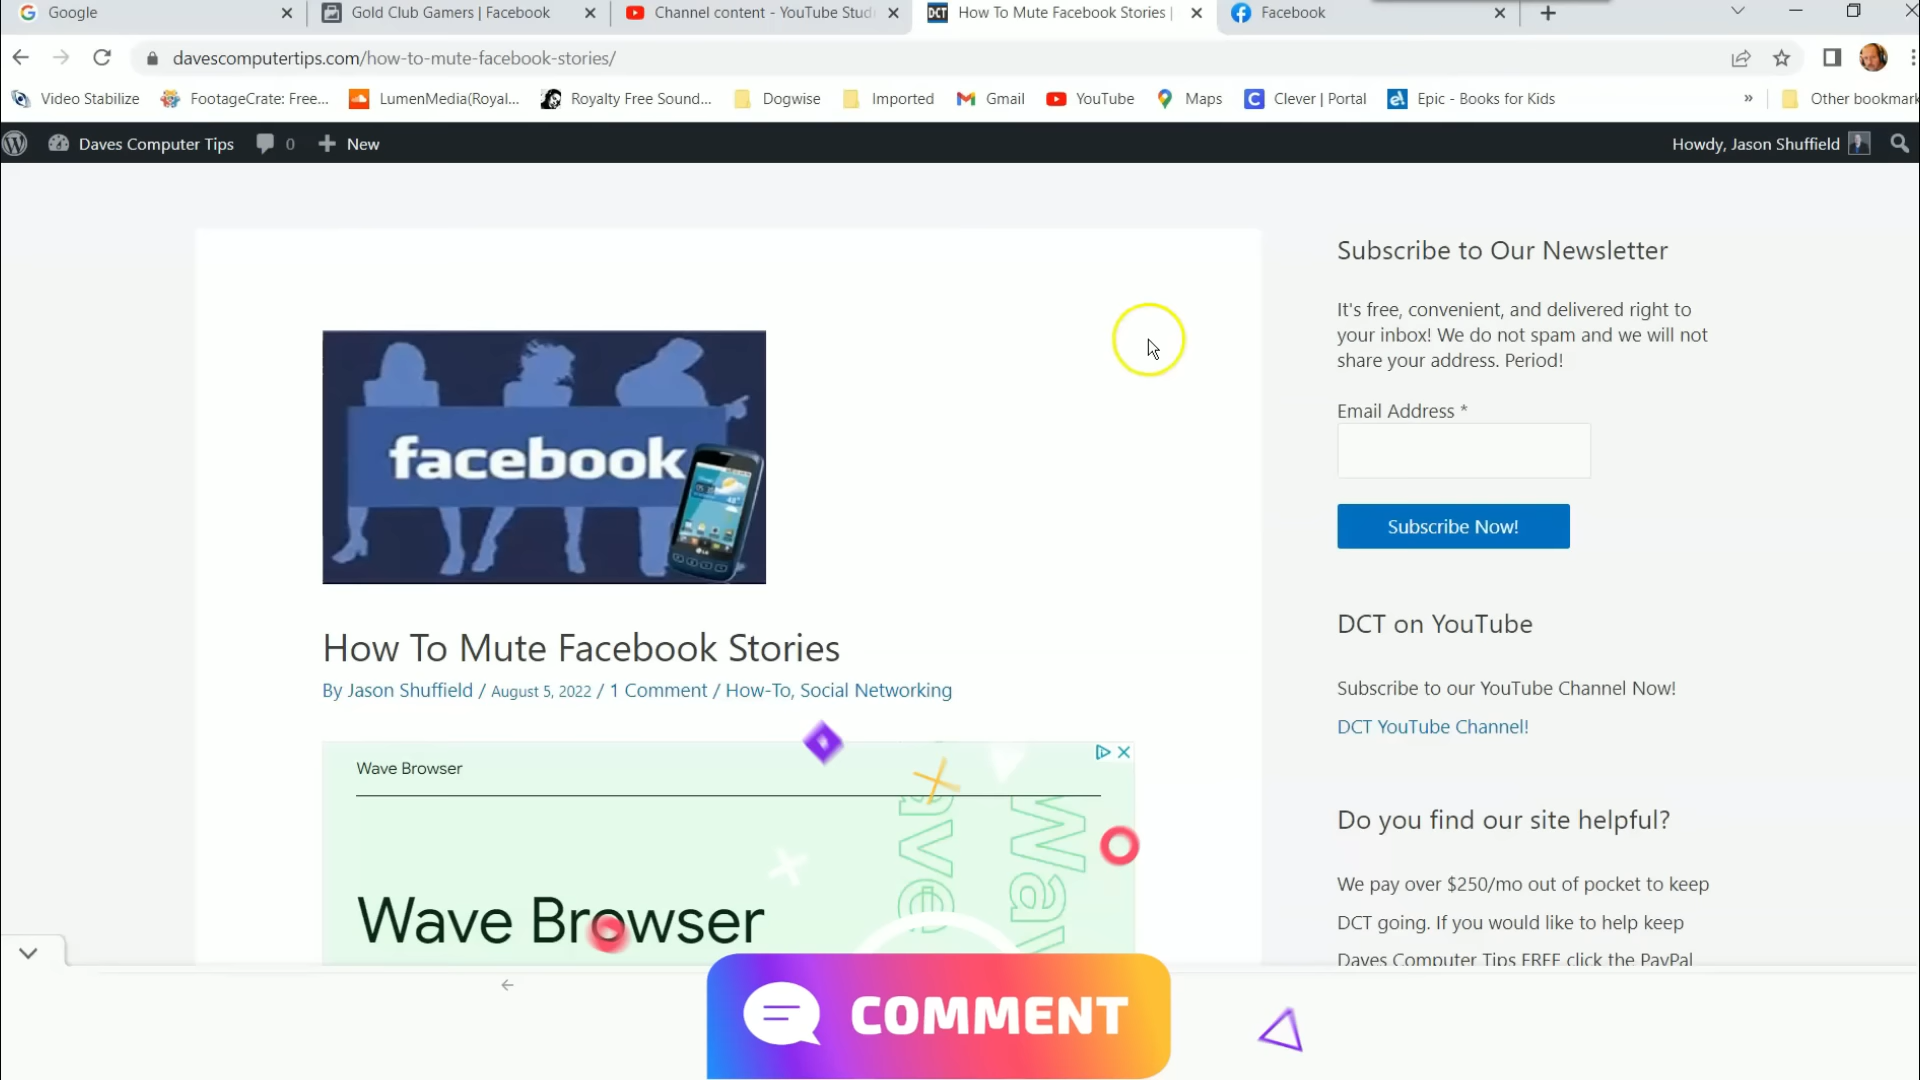 Google
Gold Club Gamers | Facebook
Channel content - YouTube Stud
DCT
How To Mute Facebook Stories |
Facebook
davescomputertips.com/how-to-mute-facebook-stories/
Video Stabilize
FootageCrate: Free...
LumenMedia(Royal...
Royalty Free Sound...
Dogwise
Imported
Gmail
YouTube
Maps
Clever | Portal
Epic - Books for Kids
»
Other bookmark
Daves Computer Tips
0
New
Howdy, Jason Shuffield
facebook
How To Mute Facebook Stories
By Jason Shuffield / August 5, 2022 / 1 Comment / How-To, Social Networking
Wave Browser
Wave Browser
Wav
ave
COMMENT
Subscribe to Our Newsletter
It's free, convenient, and delivered right to
your inbox! We do not spam and we will not
share your address. Period!
Email Address *
Subscribe Now!
DCT on YouTube
Subscribe to our YouTube Channel Now!
DCT YouTube Channel!
Do you find our site helpful?
We pay over $250/mo out of pocket to keep
DCT going. If you would like to help keep
Daves Computer Tips FREE click the PayPal